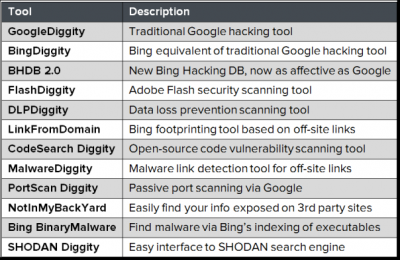 Tool Description
GoogleDiggity Traditional Google hacking tool
BingDiggity Bing equivalent of traditional Google hacking tool
BHDB 2.0 New Bing Hacking DB, now as affective as Google
FlashDiggity Adobe Flash security scanning tool
DLPDiggity Data loss prevention scanning tool
LinkFromDomain Bing footprinting tool based on off-site links
CodeSearch Diggity Open-source code vulnerability scanning tool
MalwareDiggity Malware link detection tool for off-site links
PortScan Diggity Passive port scanning via Google
NotInMyBackYard Easily find your info exposed on 3rd party sites
Bing BinaryMalware Find malware via Bing's indexing of executables
SHODAN Diggity Easy interface to SHODAN search engine